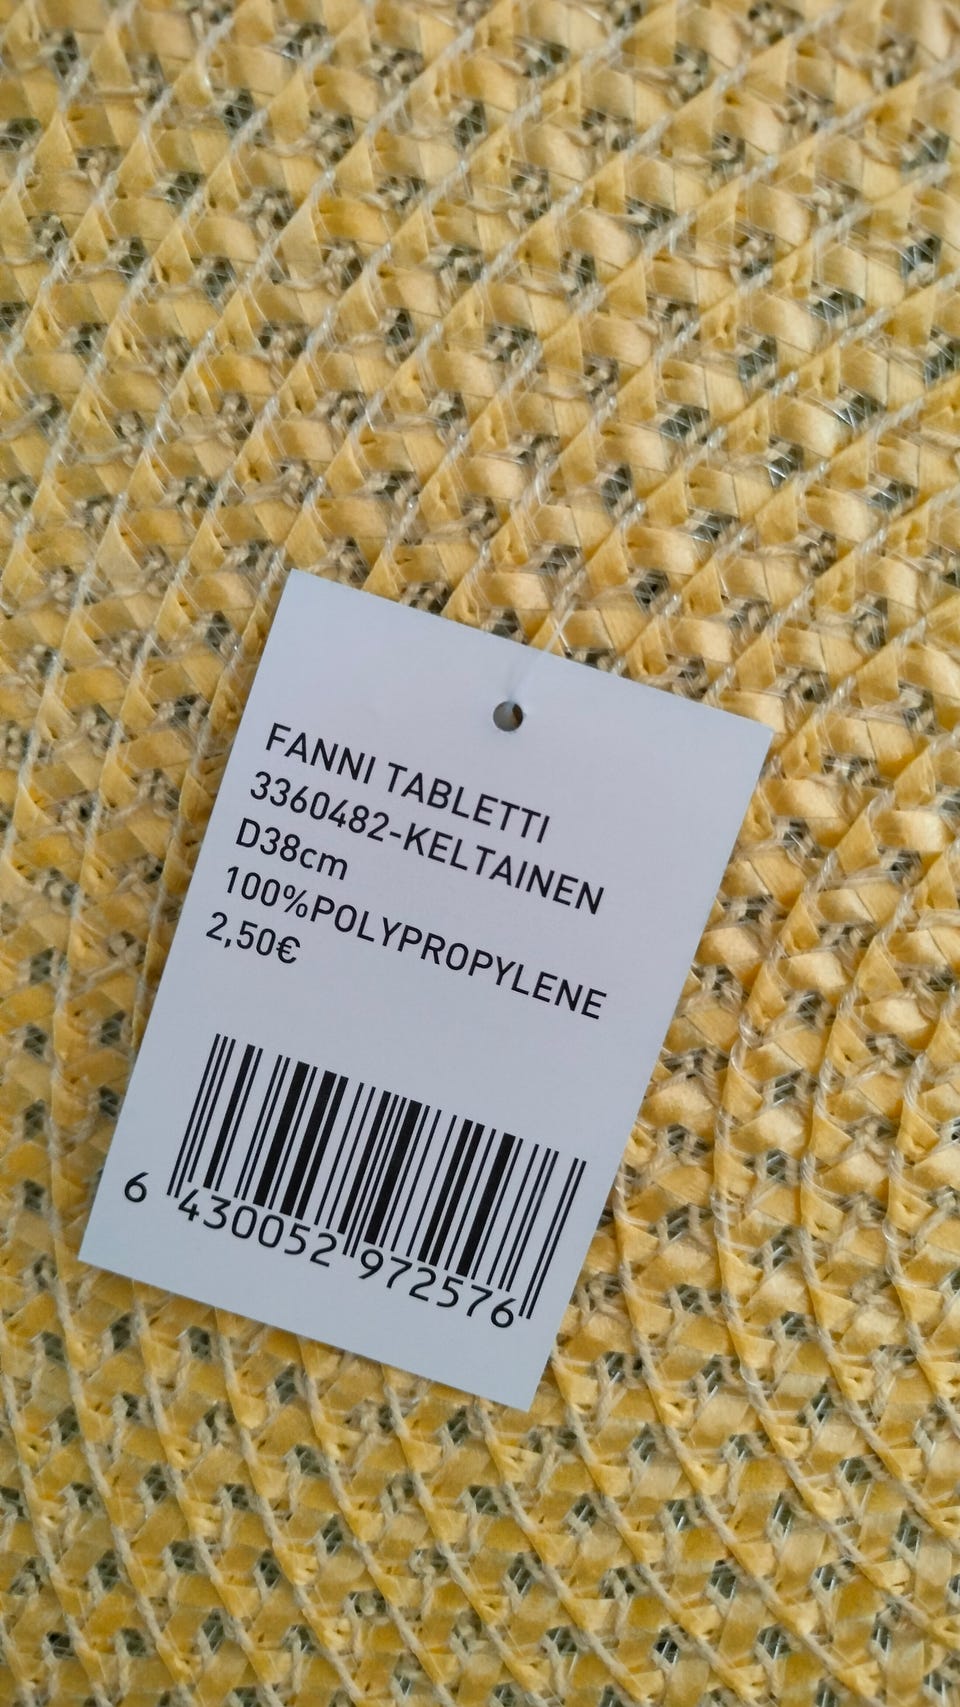 FANNI TABLETTI
3360482-KELTAINEN
D38cm
100%POLYPROPYLENE
2,50€
6 430052 972576